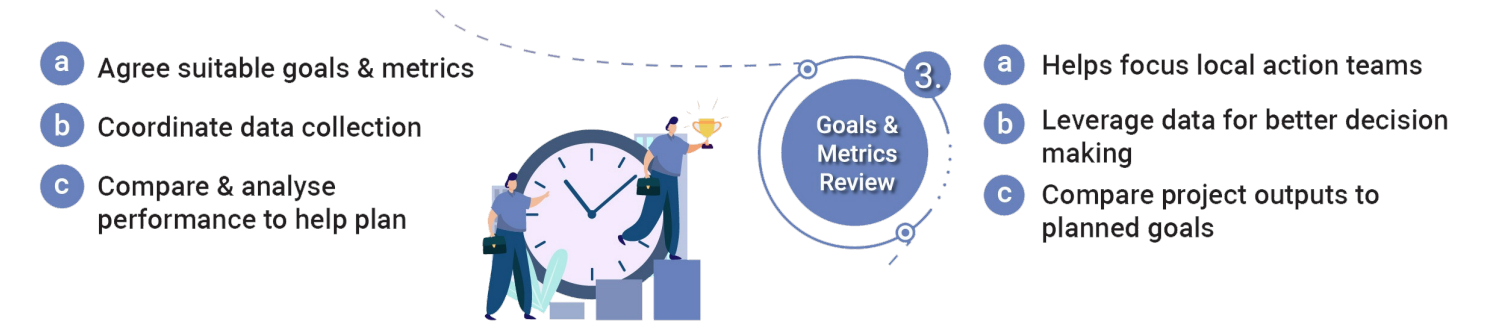 a Agree suitable goals & metrics
b Coordinate data collection
c Compare & analyse
performance to help plan
3.
Goals &
Metrics
Review
a Helps focus local action teams
b Leverage data for better decision
making
c Compare project outputs to
planned goals